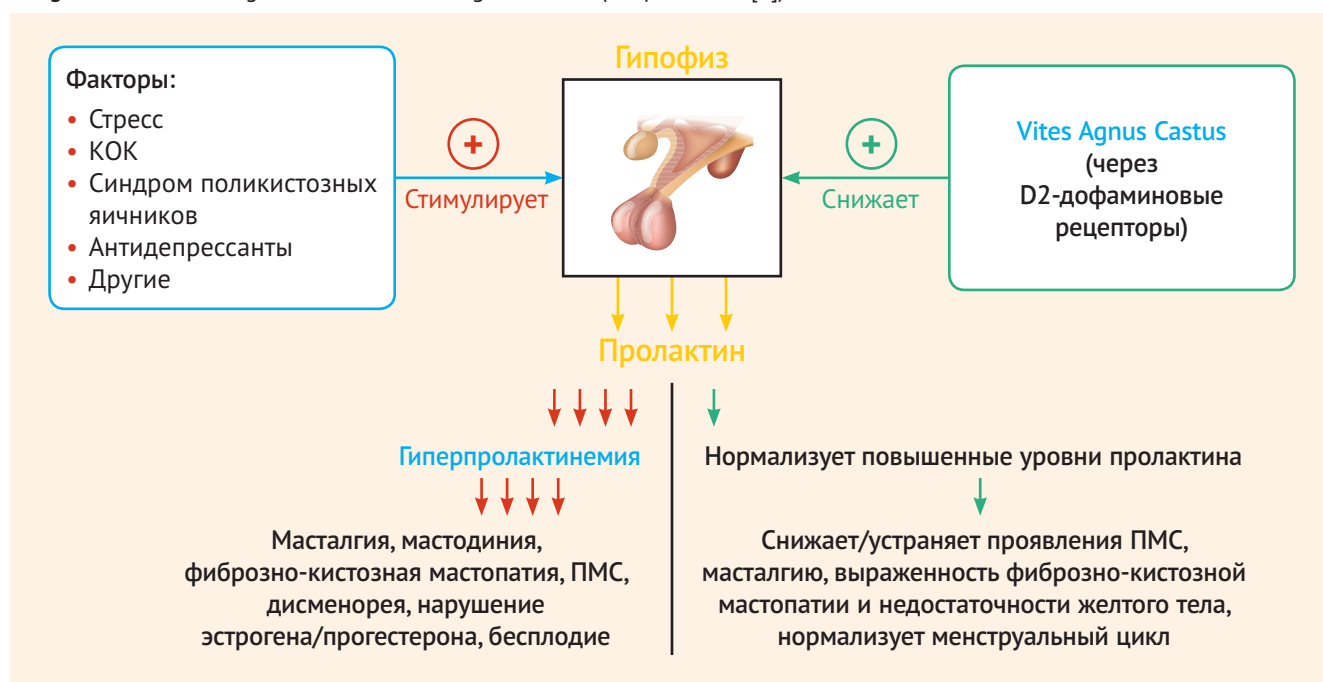 Гипофиз
Факторы:
• Стресс
• КОК
• Синдром поликистозных
яичников
• Антидепрессанты
• Другие
+
Стимулирует
+
Снижает
Vites Agnus Castus
(через
D2-дофаминовые
рецепторы)
Пролактин
Гиперпролактинемия
Масталгия, мастодиния,
фиброзно-кистозная мастопатия, ПМС,
дисменорея, нарушение
эстрогена/прогестерона, бесплодие
Нормализует повышенные уровни пролактина
Снижает/устраняет проявления ПМС,
масталгию, выраженность фиброзно-кистозной
мастопатии и недостаточности желтого тела,
нормализует менструальный цикл